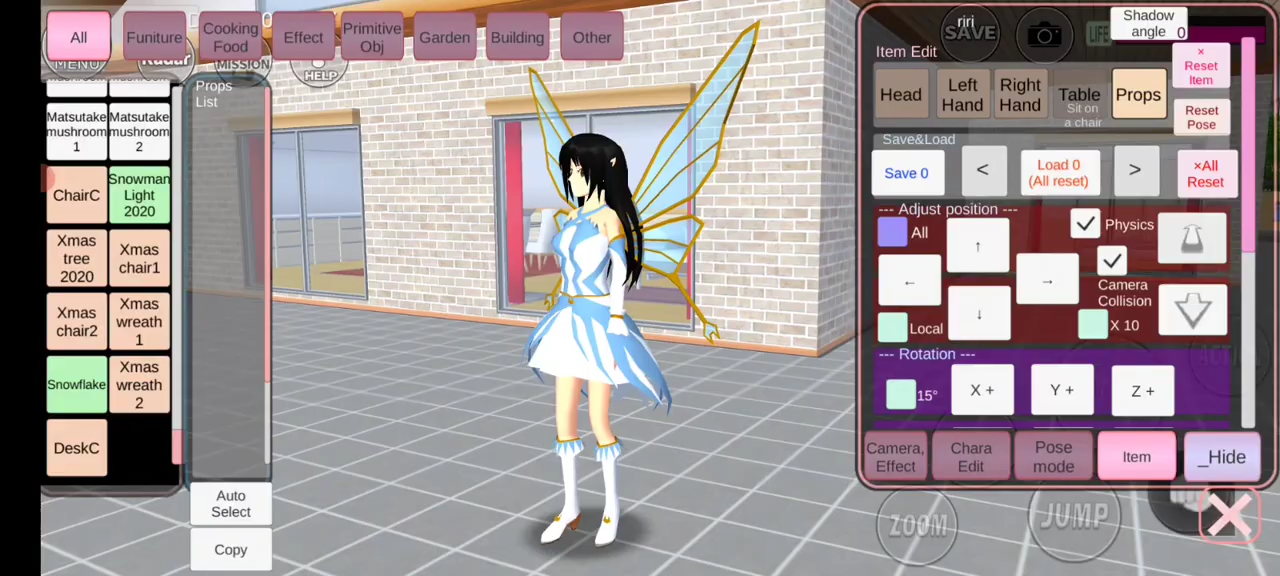 All
Funiture
Cooking
Food
Effect
Primitive
Obj
Garden
Building
Other
MENU
Radar
MISSION
HELP
Matsutake
mushroom
1
Matsutake
mushroom
2
ChairC
Snowman
Light
2020
Xmas
tree
2020
Xmas
chair1
Xmas
chair2
Xmas
wreath
1
Snowflake
Xmas
wreath
2
DeskC
Props
List
Auto
Select
Copy
riri
SAVE
LIFE
Shadow
angle 0
Item Edit
×
Reset
Item
Head
Left
Hand
Right
Hand
Table
Sit on
a chair
Props
Reset
Pose
Save&Load
Save 0
<
Load 0
(All reset)
>
×All
Reset
--- Adjust position ---
All
↑
Physics
←
→
Camera
Collision
Local
↓
X 10
--- Rotation ---
15°
X +
Y +
Z +
Camera,
Effect
Chara
Edit
Pose
mode
Item
_Hide
ZOOM
JUMP